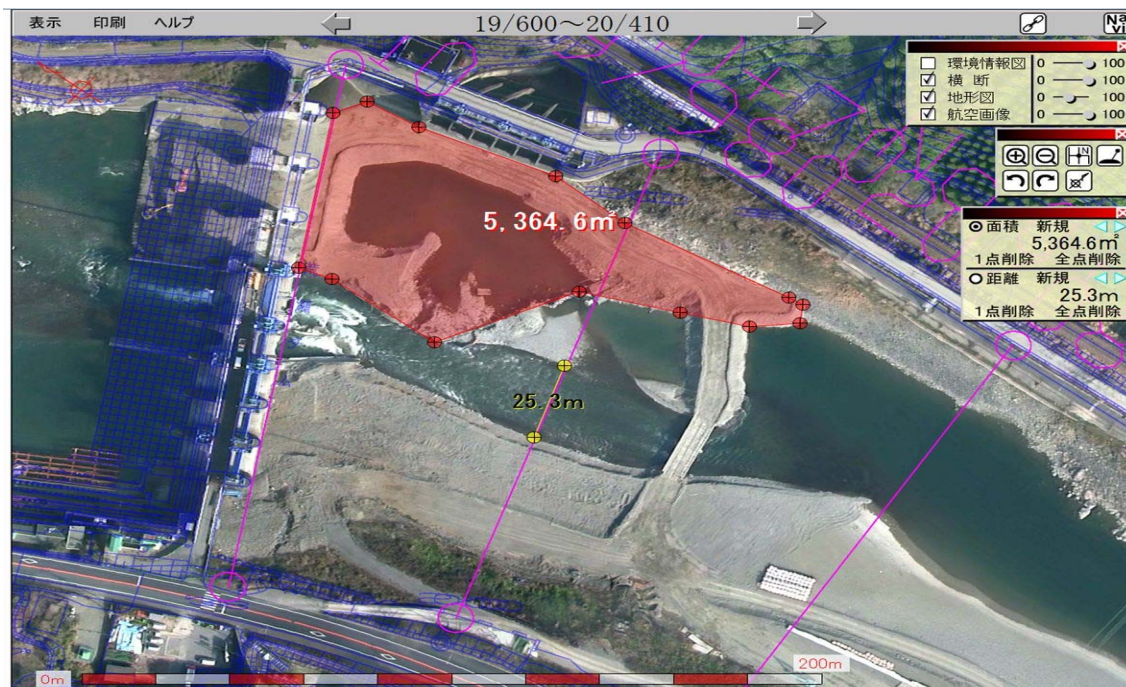 表示 印刷 ヘルプ 19/600～20/410 Na vi
環境情報図 0 100
横 断 0 100
地形図 0 100
航空画像 0 100
N
面積 新規
5,364.6㎡
1点削除 全点削除
距離 新規
25.3m
1点削除 全点削除
5,364.6㎡
25.3m
0m 200m